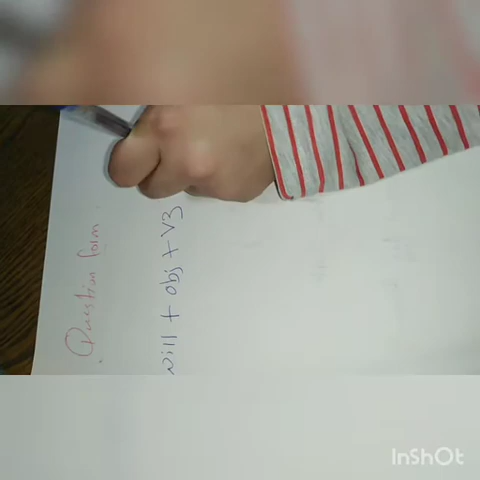 . Question form.
will + obj + V3
InShOt